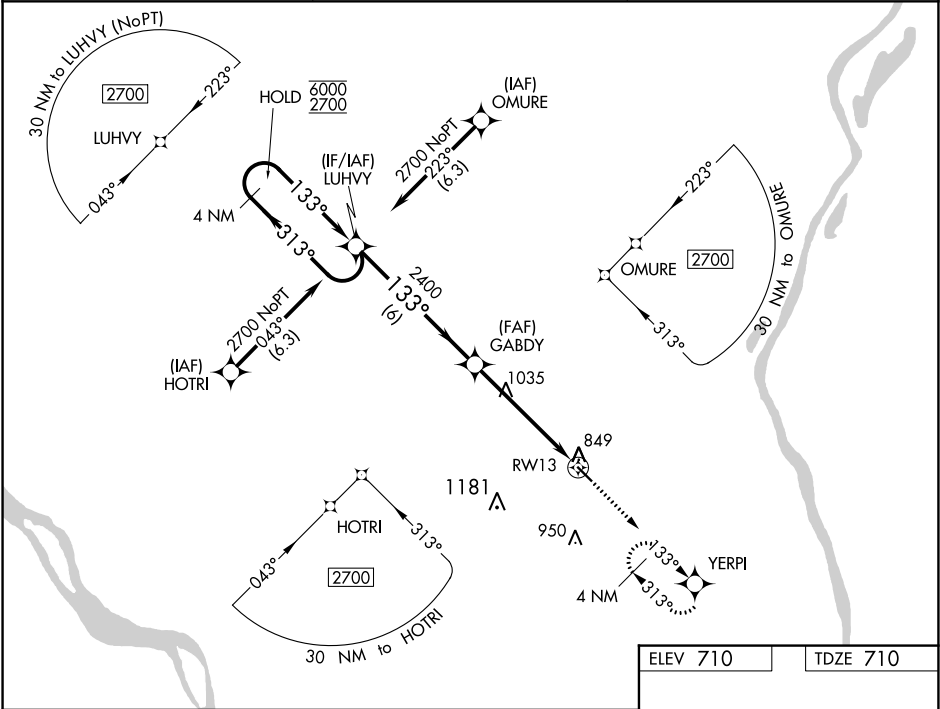 30 NM to LUHVY (NoPT)
2700
223°
LUHVY
043°
HOLD 6000
2700
(IAF)
OMURE
2700 NoPT
223°
(6.3)
(IF/IAF)
LUHVY
133°
4 NM
313°
2400
133°
(6)
2700 NoPT
043°
(6.3)
(IAF)
HOTRI
(FAF)
GABDY
1035
223°
OMURE
2700
313°
30 NM to OMURE
849
RW13
1181
950
HOTRI
043°
313°
2700
30 NM to HOTRI
133°
YERPI
4 NM
313°
ELEV 710
TDZE 710